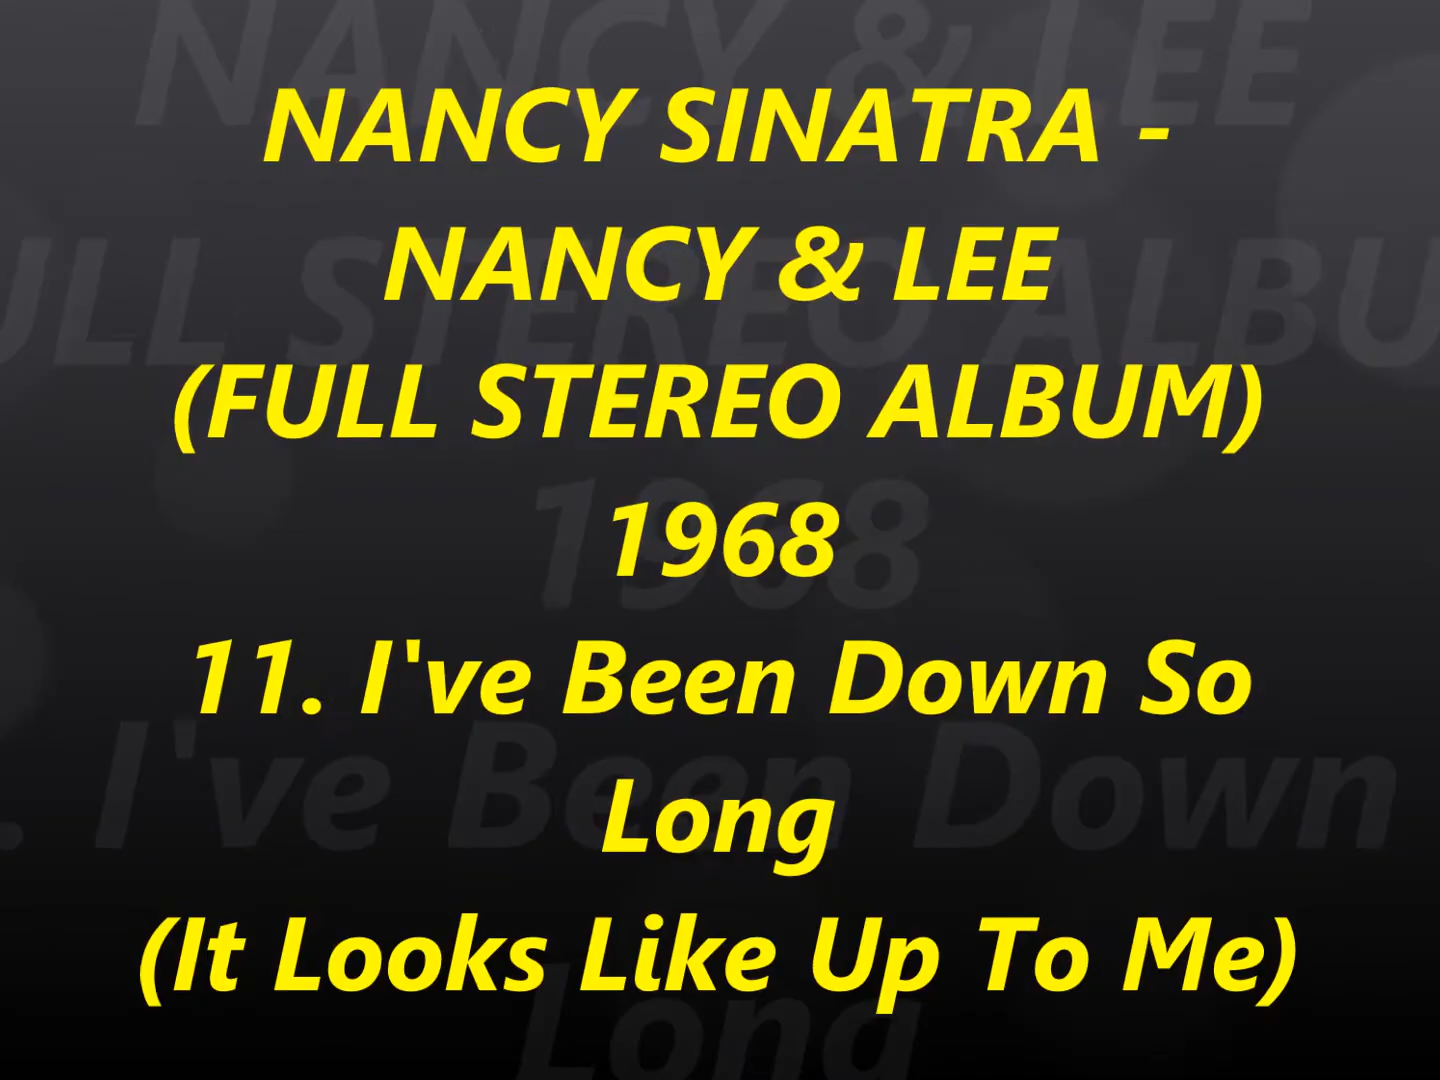 NANCY SINATRA -
NANCY & LEE
(FULL STEREO ALBUM)
1968
11. I've Been Down So
Long
(It Looks Like Up To Me)